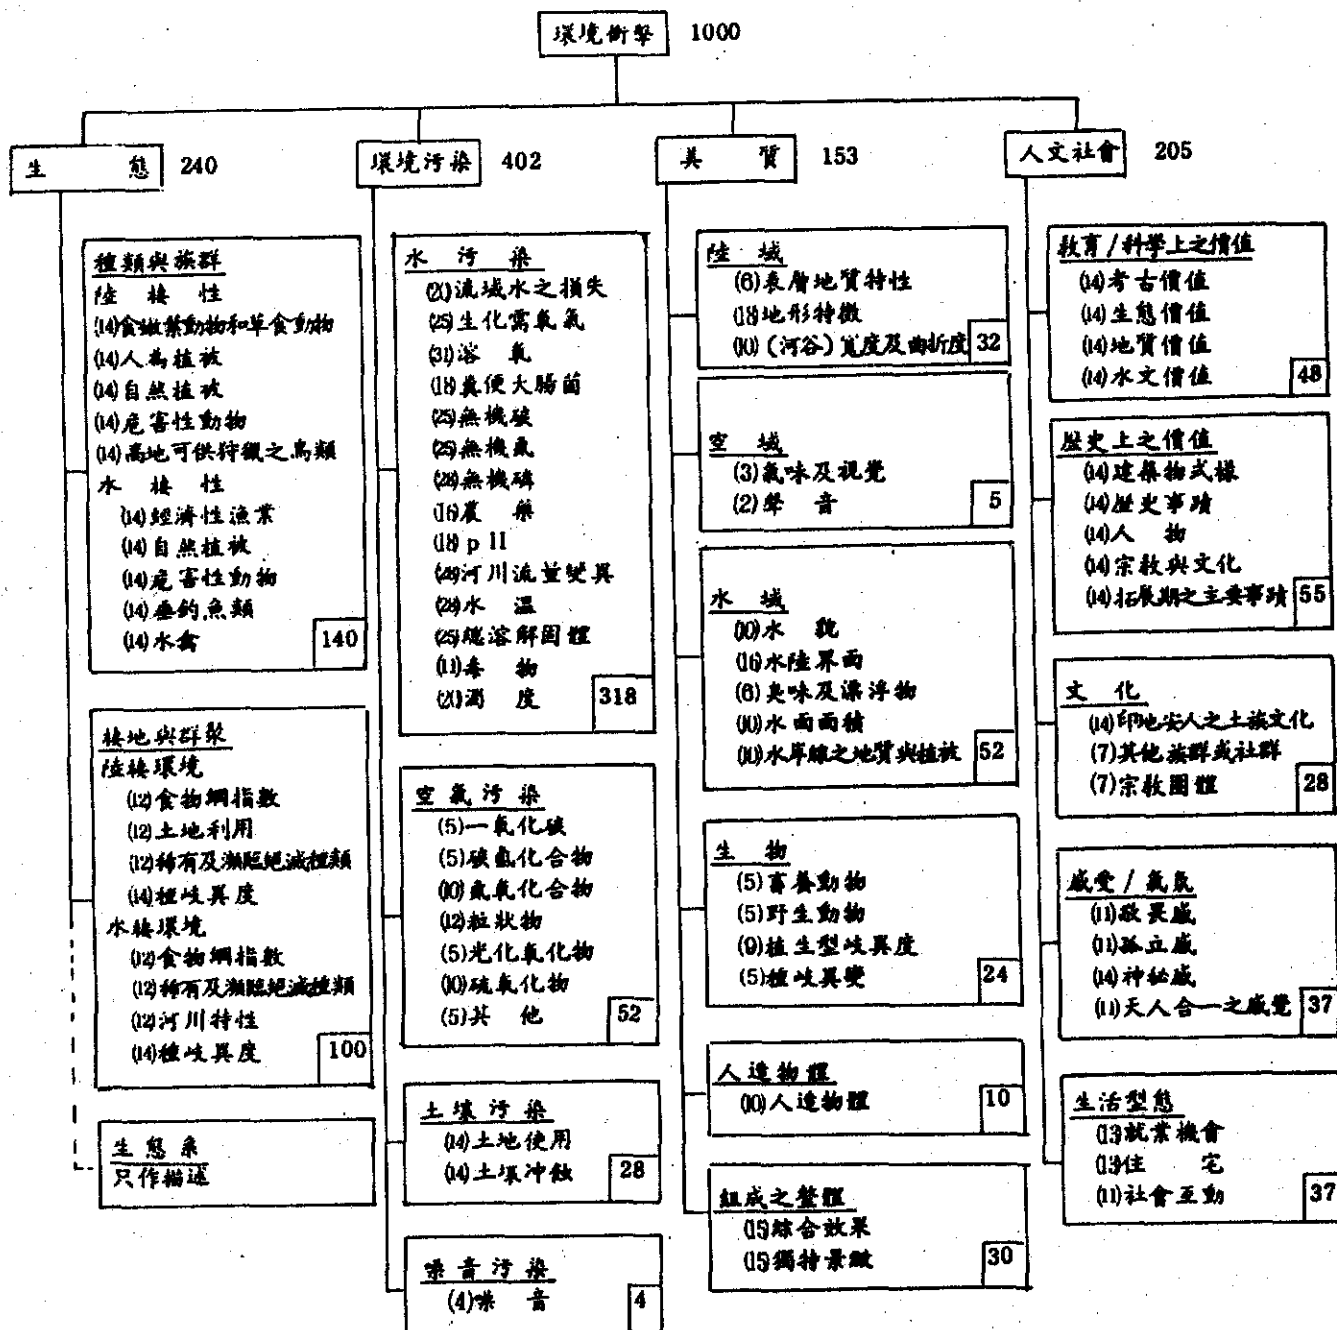 環境衝擊 1000
生態 240
種類與族群
陸棲性
(14)食嫩繁動物和草食動物
(14)人為植被
(14)自然植被
(14)危害性動物
(14)高地可供狩獵之鳥類
水棲性
(14)經濟性漁業
(14)自然植被
(14)危害性動物
(14)垂釣魚類
(14)水禽
140
棲地與群聚
陸棲環境
(12)食物網指數
(12)土地利用
(12)稀有及瀕臨絕滅種類
(14)種歧異度
水棲環境
(12)食物網指數
(12)稀有及瀕臨絕滅種類
(12)河川特性
(14)種歧異度
100
生態系
只作描述
環境污染 402
水污染
(20)流域水之損失
(25)生化需氧氣
(31)溶氧
(18)糞便大腸菌
(25)無機碳
(25)無機氮
(28)無機磷
(16)農藥
(18)pH
(28)河川流量變異
(28)水溫
(25)總溶解固體
(11)毒物
(20)濁度
318
空氣污染
(5)一氧化碳
(5)碳氫化合物
(10)氮氧化合物
(12)粒狀物
(5)光化氧化物
(10)硫氧化物
(5)其他
52
土壤污染
(14)土地使用
(14)土壤冲蝕
28
噪音污染
(4)噪音
4
美質 153
陸域
(6)表層地質特性
(18)地形特徵
(10)(河谷)寬度及曲折度
32
空域
(3)氣味及視覺
(2)聲音
5
水域
(10)水貌
(16)水陸界面
(6)臭味及漂浮物
(10)水面面積
(10)水岸線之地質與植被
52
生物
(5)畜養動物
(5)野生動物
(9)植生型歧異度
(5)種歧異變
24
人造物體
(10)人造物體
10
組成之整體
(15)綜合效果
(15)獨特景緻
30
人文社會 205
教育/科學上之價值
(14)考古價值
(14)生態價值
(14)地質價值
(14)水文價值
48
歷史上之價值
(14)建築物式樣
(14)歷史事蹟
(14)人物
(14)宗教與文化
(14)拓展期之主要事蹟
55
文化
(14)印地安人之土族文化
(7)其他族群或社群
(7)宗教團體
28
感受/氣氛
(11)敬畏感
(11)孤立感
(14)神秘感
(11)天人合一之感覺
37
生活型態
(13)就業機會
(13)住宅
(11)社會互動
37